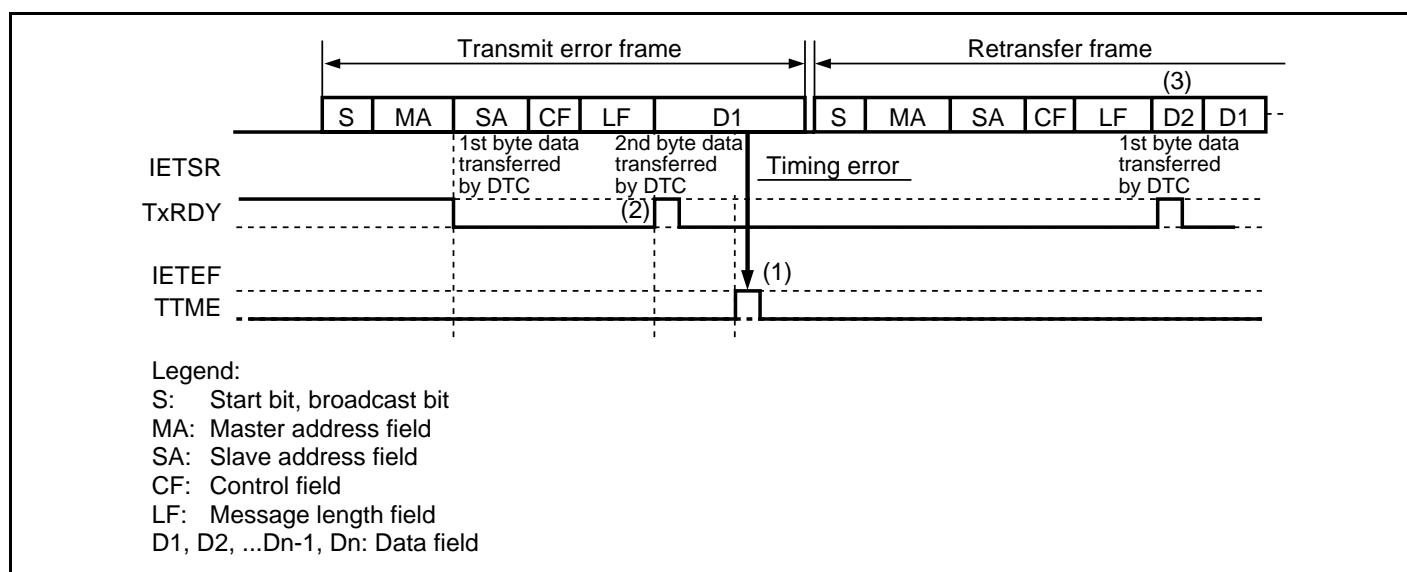 Transmit error frame Retransfer frame
(3)
S MA SA CF LF D1 S MA SA CF LF D2 D1
1st byte data 2nd byte data 1st byte data
transferred transferred transferred
by DTC by DTC by DTC
Timing error
IETSR
TxRDY
(2)
IETEF
(1)
TTME
Legend:
S: Start bit, broadcast bit
MA: Master address field
SA: Slave address field
CF: Control field
LF: Message length field
D1, D2, ...Dn-1, Dn: Data field